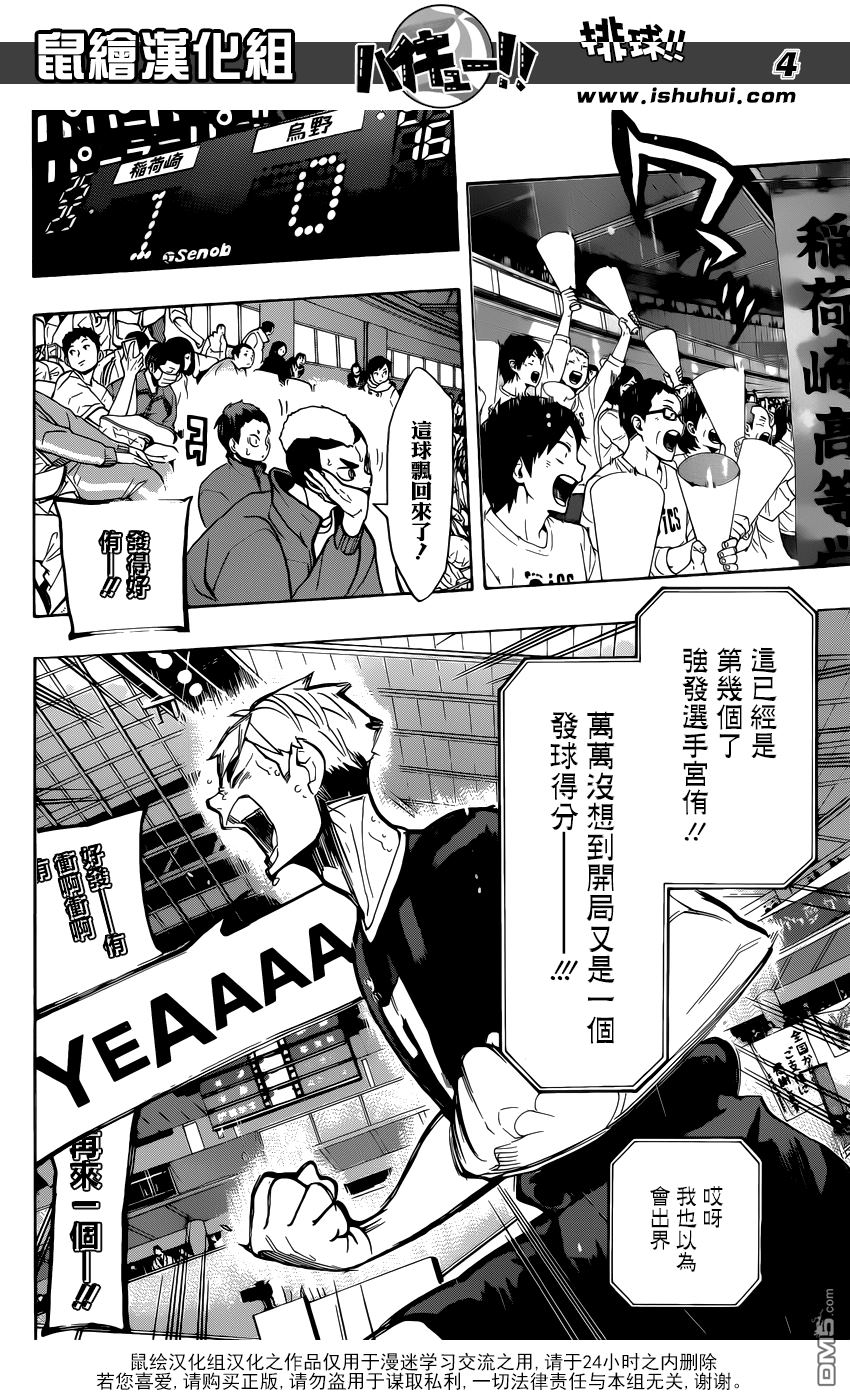 鼠繪漢化組
ハイキュー!!
排球!!
4
www.ishuhui.com
稲荷崎
烏野
16
1
0
Senoh
稲荷崎高等学
這球飄回來了!
發得好
侑——!!
這已經是
第幾個了
強發選手宮侑!!
萬萬沒想到開局又是一個
發球得分———!!!
好發——侑
衝啊衝啊
侑
YEAAAAA
再來一個——!!
哎呀
我也以為
會出界
DM5.com
鼠绘汉化组汉化之作品仅用于漫迷学习交流之用, 请于24小时之内删除
若您喜爱, 请购买正版, 请勿盗用于谋取私利, 一切法律责任与本组无关, 谢谢。